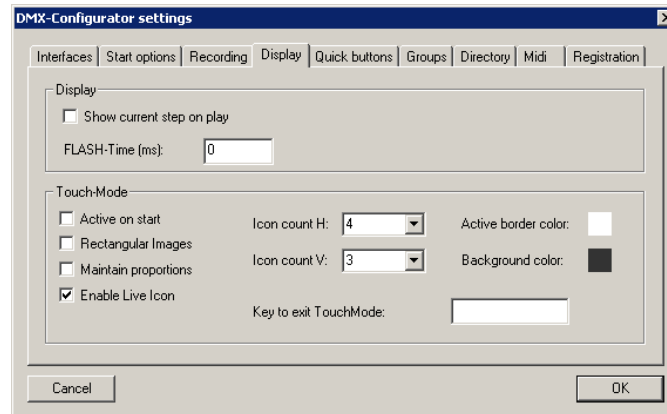 DMX-Configurator settings
Interfaces Start options Recording Display Quick buttons Groups Directory Midi Registration
Display
Show current step on play
FLASH-Time (ms): 0
Touch-Mode
Active on start
Icon count H: 4
Active border color:
Rectangular Images
Maintain proportions
Icon count V: 3
Background color:
Enable Live Icon
Key to exit TouchMode:
Cancel OK